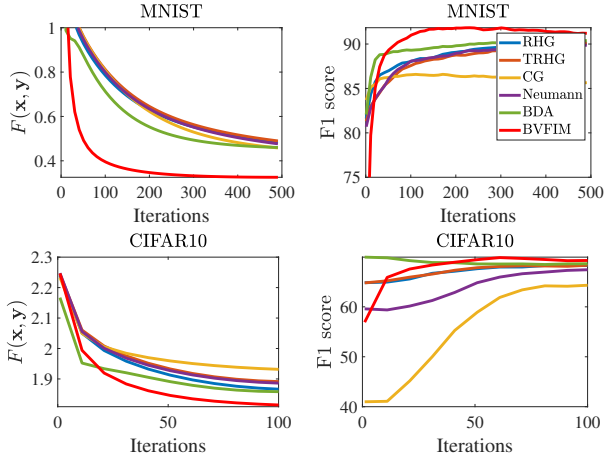 MNIST
F(x, y)
1
0.8
0.6
0.4
0 100 200 300 400 500
Iterations
MNIST
F1 score
90
85
80
75
0 100 200 300 400 500
Iterations
RHG
TRHG
CG
Neumann
BDA
BVFIM
CIFAR10
F(x, y)
2.3
2.2
2.1
2
1.9
0 50 100
Iterations
CIFAR10
F1 score
60
50
40
0 50 100
Iterations